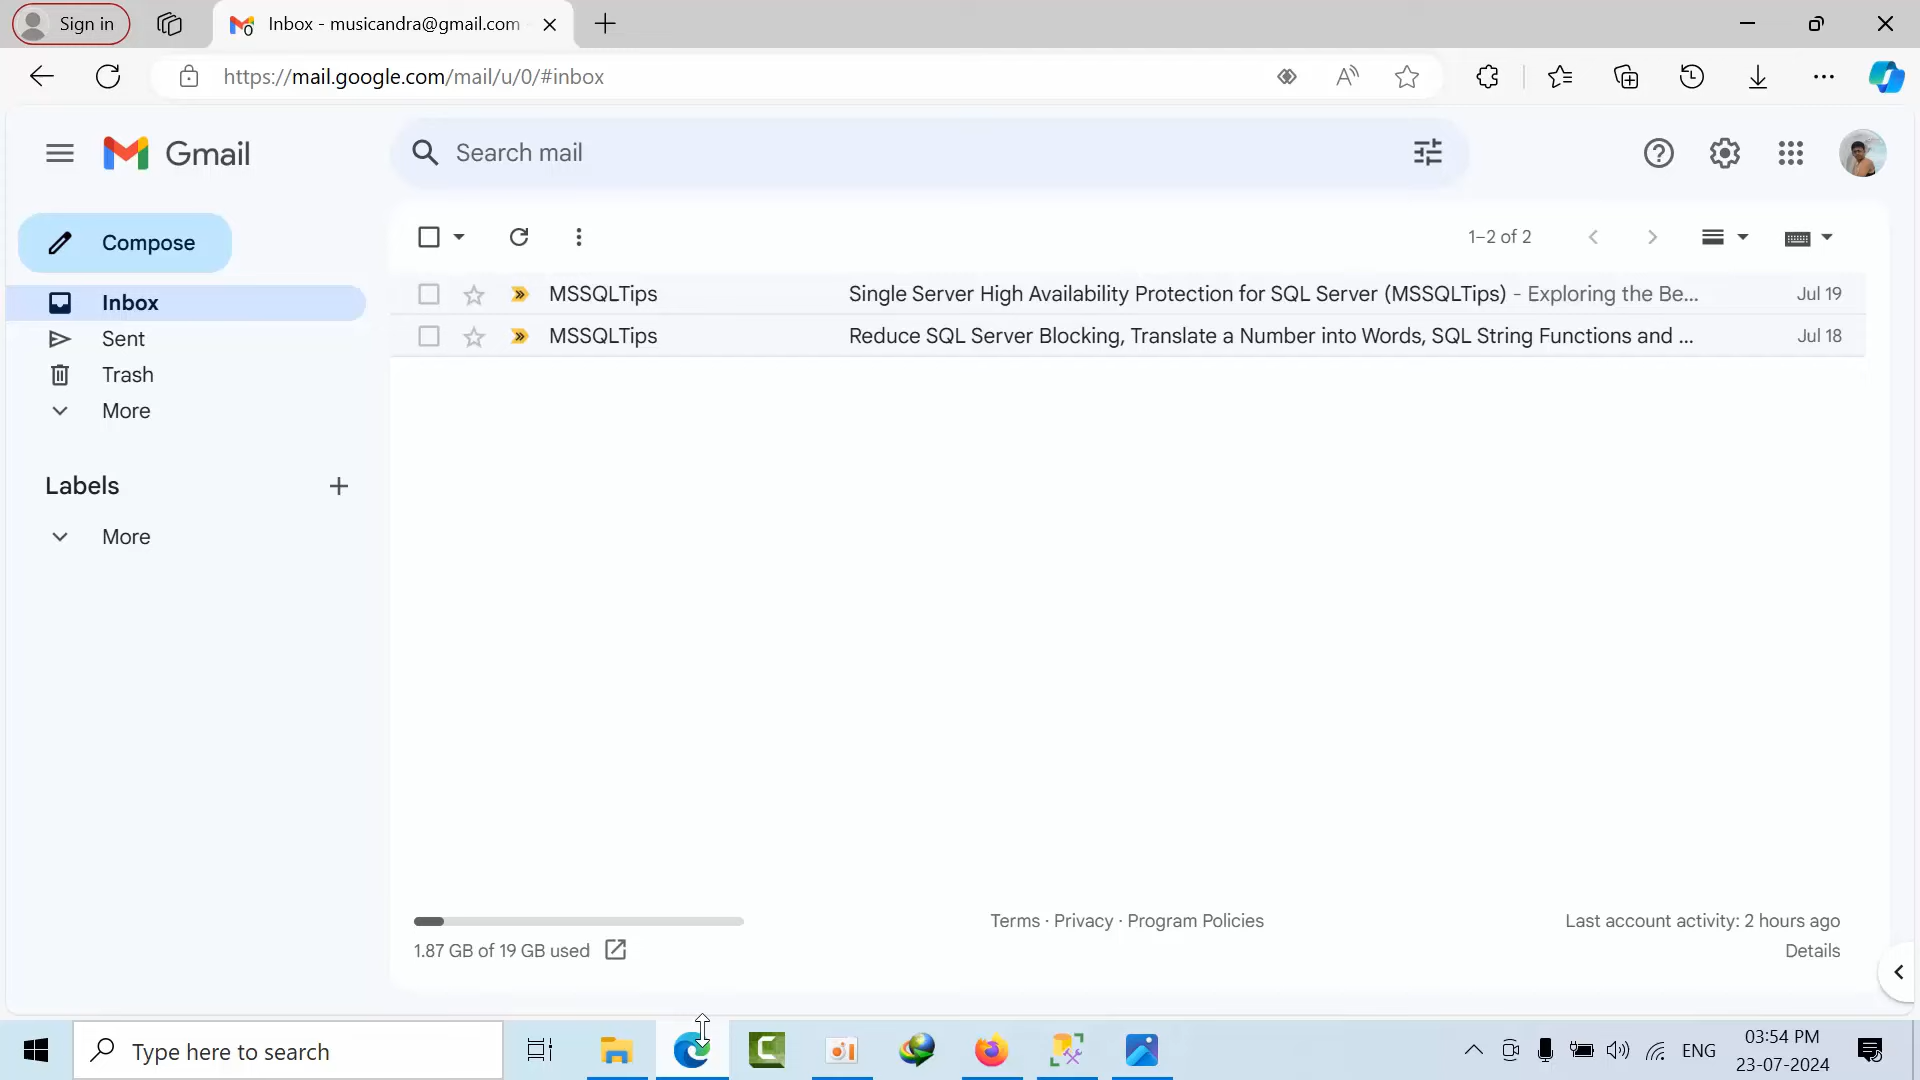 Sign in
Inbox - musicandra@gmail.com
https://mail.google.com/mail/u/0/#inbox
Gmail
Search mail
Compose
1–2 of 2
Inbox
MSSQLTips Single Server High Availability Protection for SQL Server (MSSQLTips) - Exploring the Be... Jul 19
Sent
MSSQLTips Reduce SQL Server Blocking, Translate a Number into Words, SQL String Functions and ... Jul 18
Trash
More
Labels
More
Terms · Privacy · Program Policies
Last account activity: 2 hours ago
1.87 GB of 19 GB used
Details
Type here to search
ENG
03:54 PM
23-07-2024